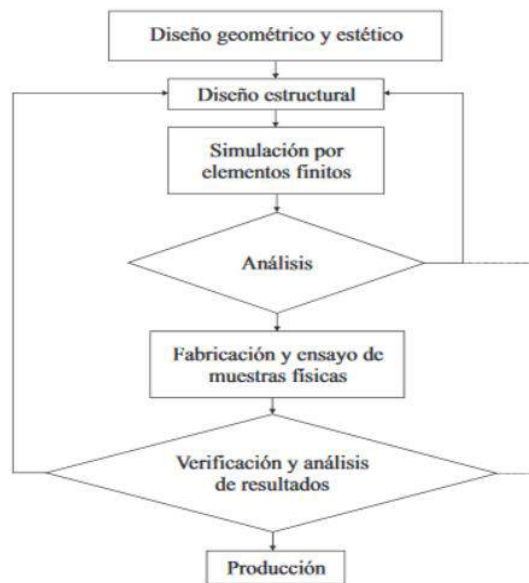 Diseño geométrico y estético
Diseño estructural
Simulación por
elementos finitos
Análisis
Fabricación y ensayo de
muestras físicas
Verificación y análisis
de resultados
Producción